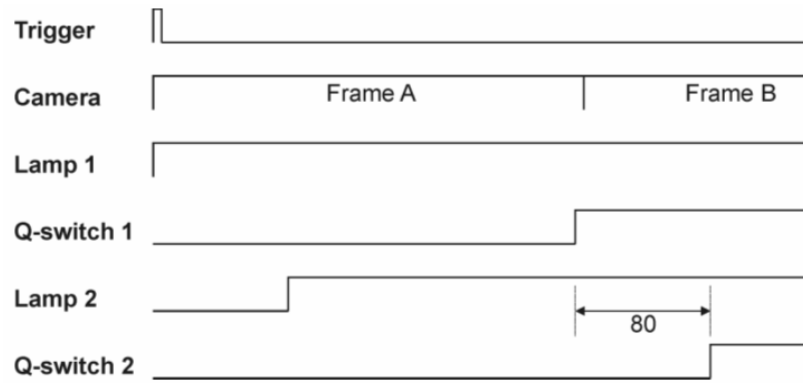 Trigger
Camera
Frame A
Frame B
Lamp 1
Q-switch 1
Lamp 2
80
Q-switch 2